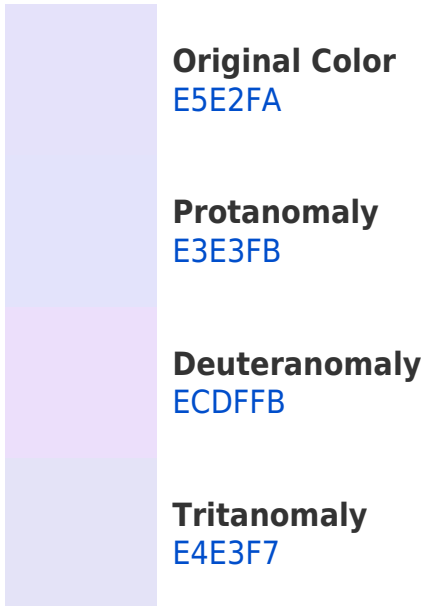 Original Color
E5E2FA
Protanomaly
E3E3FB
Deuteranomaly
ECDFFB
Tritanomaly
E4E3F7